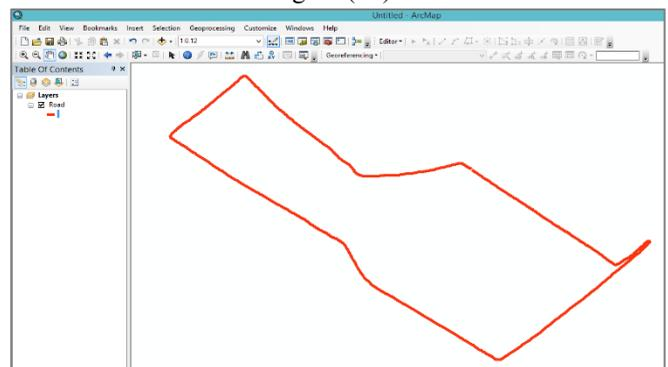 Untitled - ArcMap
File Edit View Bookmarks Insert Selection Geoprocessing Customize Windows Help
1:0.12 Editor
Georeferencing
Table Of Contents
Layers
Road